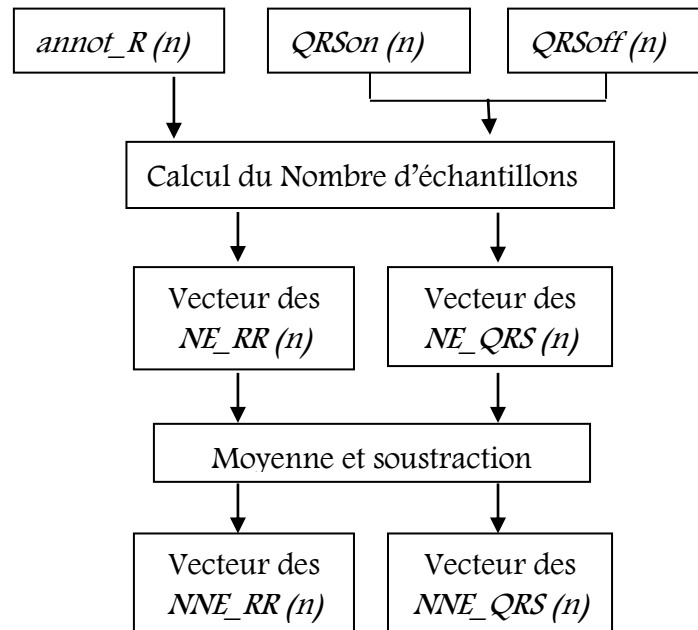 annot_R (n)
QRSon (n)
QRSoff (n)
Calcul du Nombre d'échantillons
Vecteur des
NE_RR (n)
Vecteur des
NE_QRS (n)
Moyenne et soustraction
Vecteur des
NNE_RR (n)
Vecteur des
NNE_QRS (n)